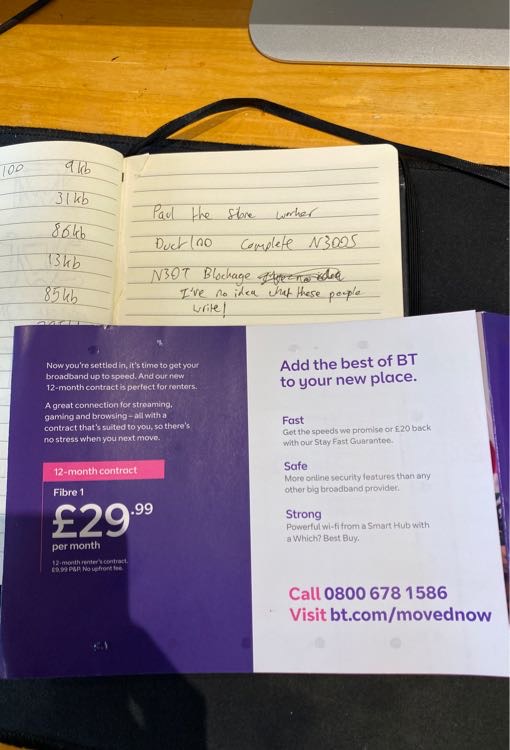 100 9kb
31kb
86kb
13kb
85kb
Paul the store worker
Duct/no complete N3005
N30T Blockage
I've no idea what these people
write!
Now you're settled in, it's time to get your
broadband up to speed. And our new
12-month contract is perfect for renters.
A great connection for streaming,
gaming and browsing – all with a
contract that's suited to you, so there's
no stress when you next move.
12-month contract
Fibre 1
£29.99
per month
12-month renter's contract.
£9.99 P&P. No upfront fee.
Add the best of BT
to your new place.
Fast
Get the speeds we promise or £20 back
with our Stay Fast Guarantee.
Safe
More online security features than any
other big broadband provider.
Strong
Powerful wi-fi from a Smart Hub with
a Which? Best Buy.
Call 0800 678 1586
Visit bt.com/movednow